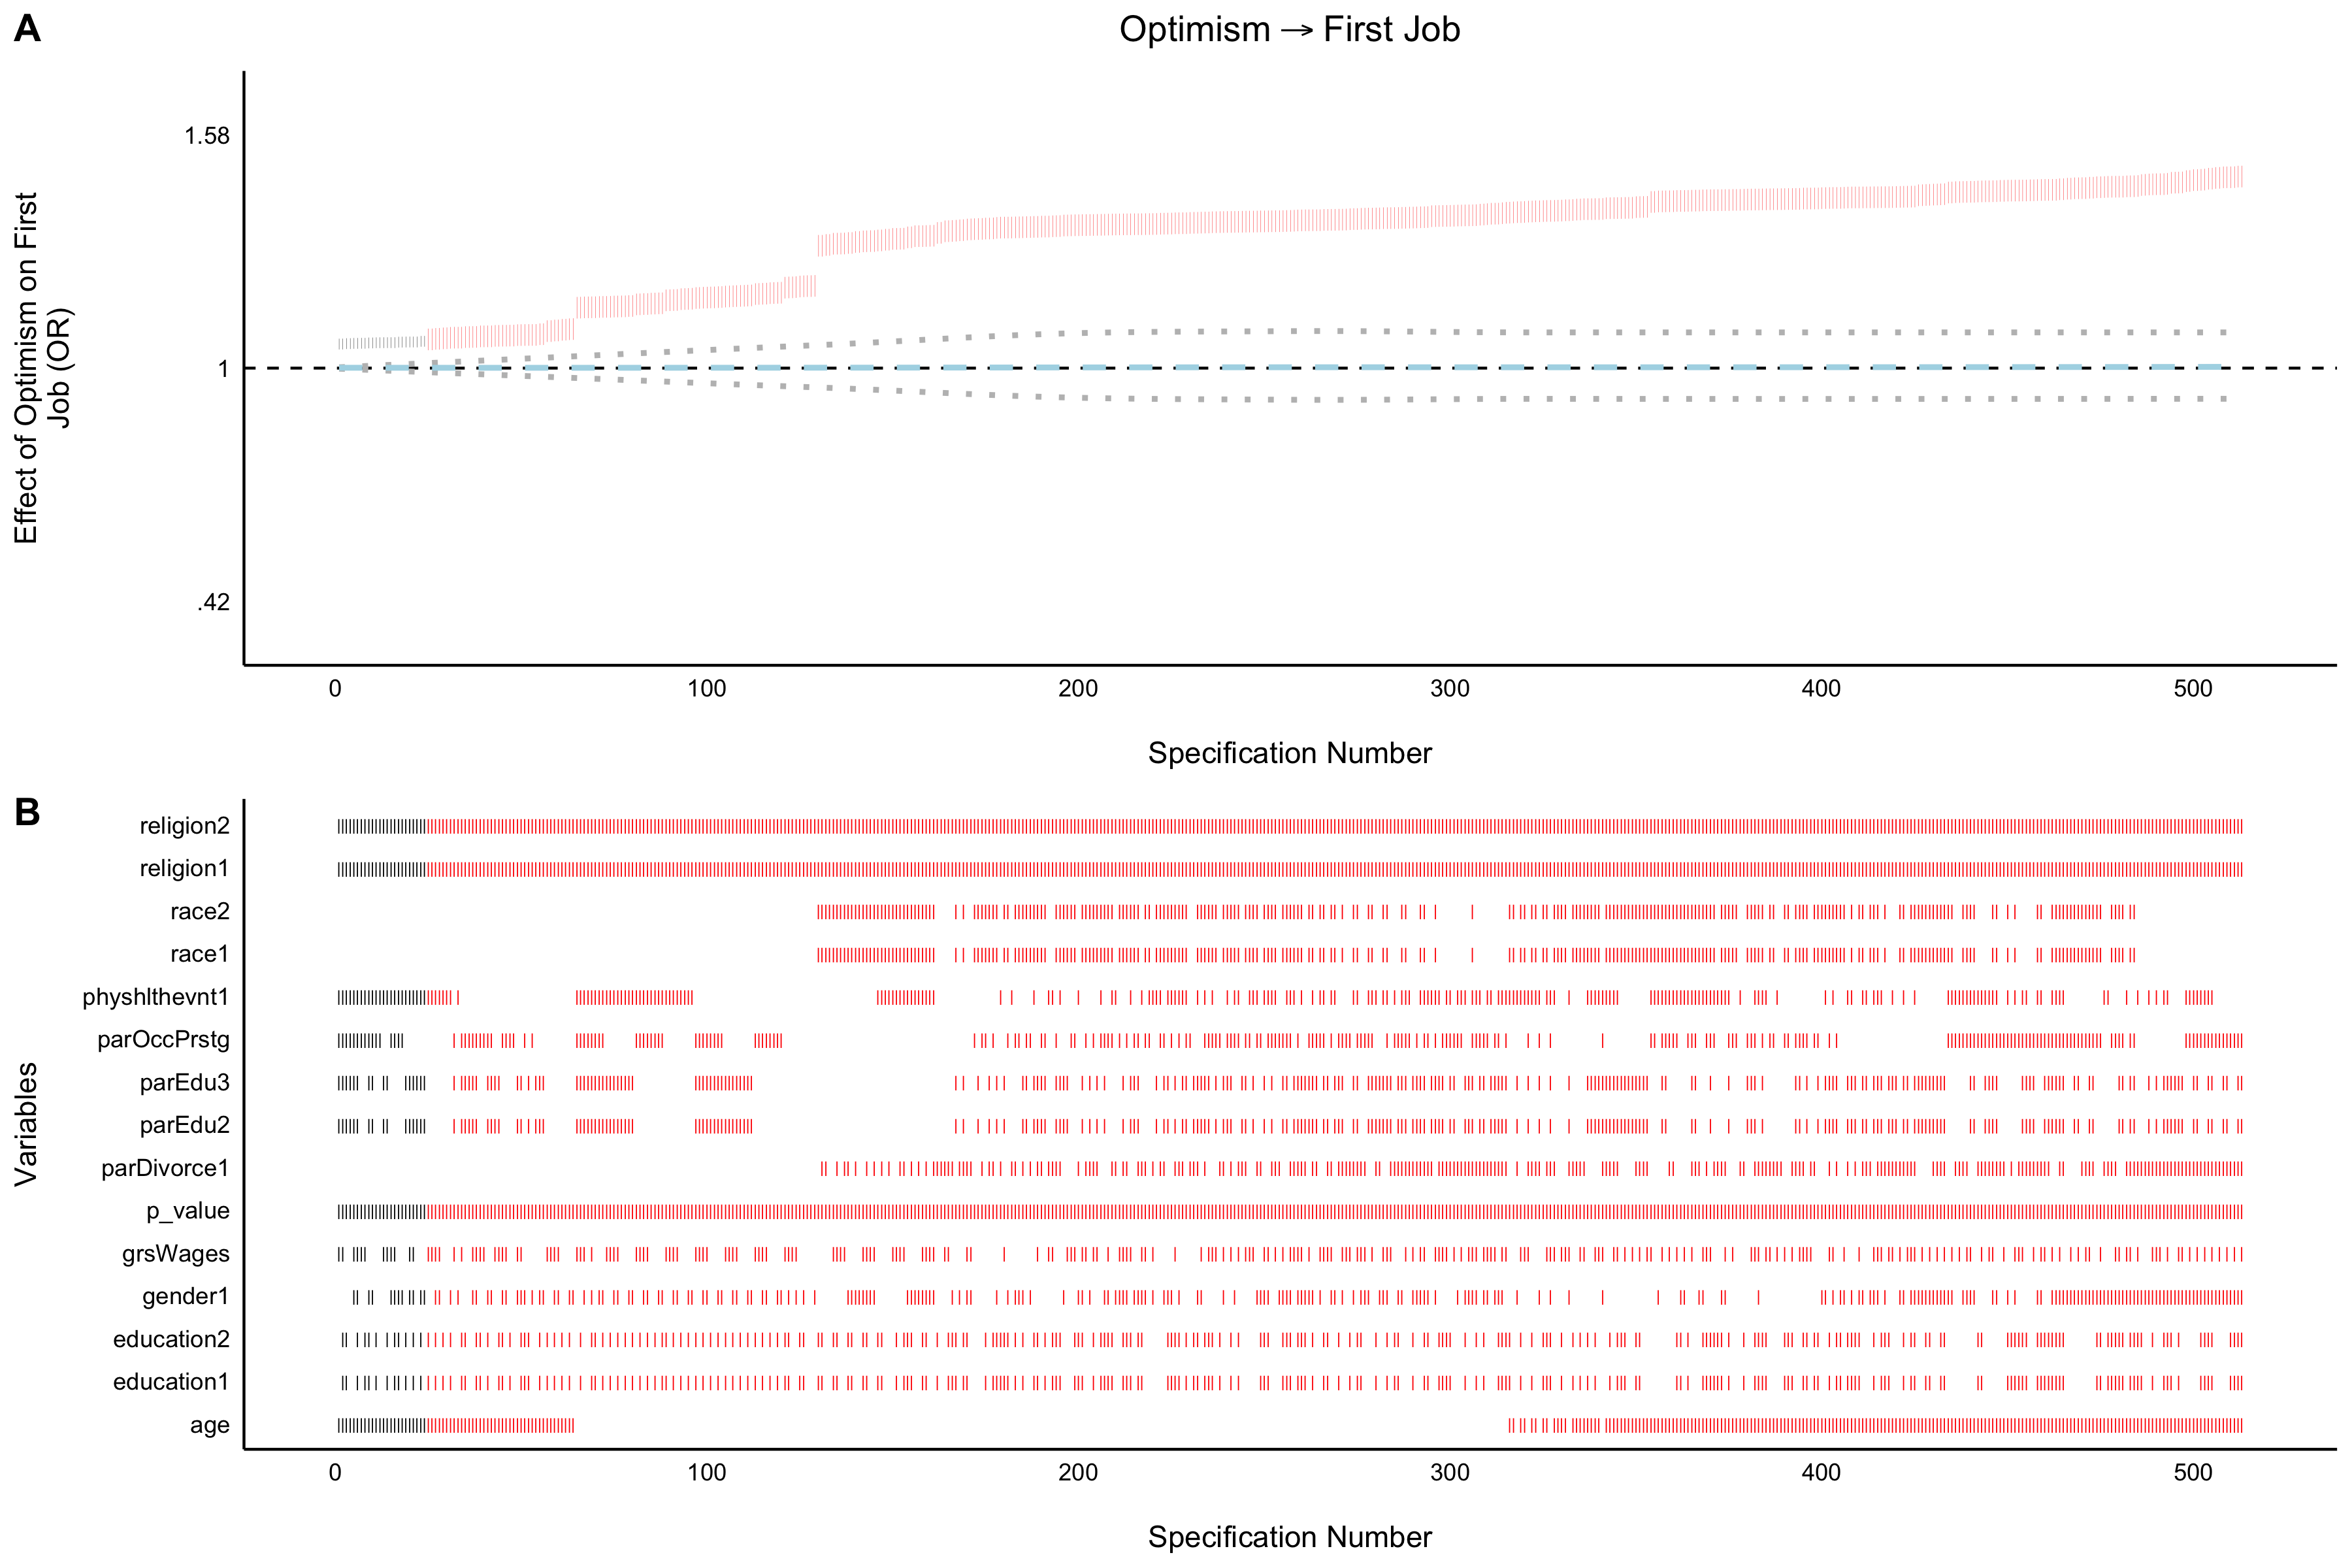 A
Optimism → First Job
Effect of Optimism on First
Job (OR)
1.58
1
.42
0 100 200 300 400 500
Specification Number
B
Variables
religion2
religion1
race2
race1
physhlthevnt1
parOccPrstg
parEdu3
parEdu2
parDivorce1
p_value
grsWages
gender1
education2
education1
age
0 100 200 300 400 500
Specification Number